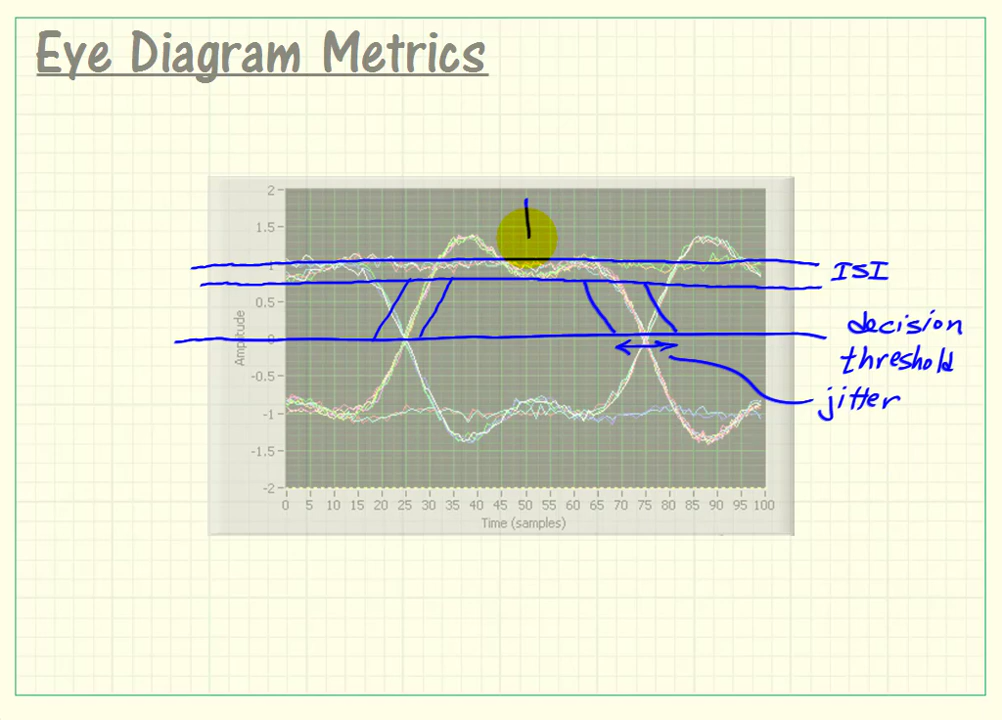 Eye Diagram Metrics
2
1.5
1
ISI
0.5
decision
threshold
0
Amplitude
-0.5
jitter
-1
-1.5
-2
0 5 10 15 20 25 30 35 40 45 50 55 60 65 70 75 80 85 90 95 100
Time (samples)